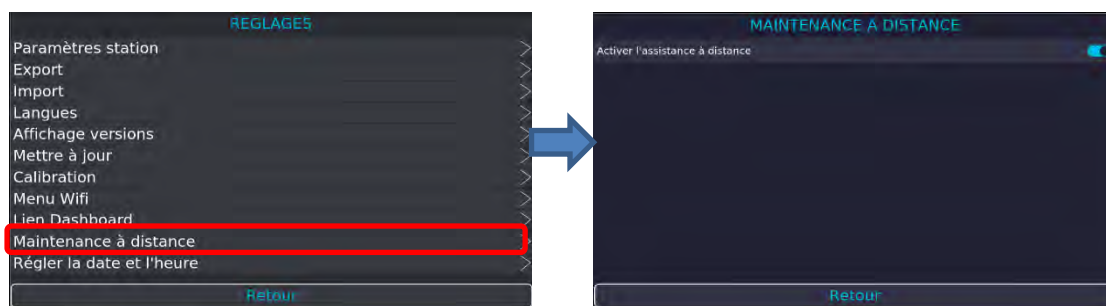 REGLAGES
Paramètres station
Export
Import
Langues
Affichage versions
Mettre à jour
Calibration
Menu Wifi
Lien Dashboard
Maintenance à distance
Régler la date et l'heure
Retour
MAINTENANCE A DISTANCE
Activer l'assistance à distance
Retour